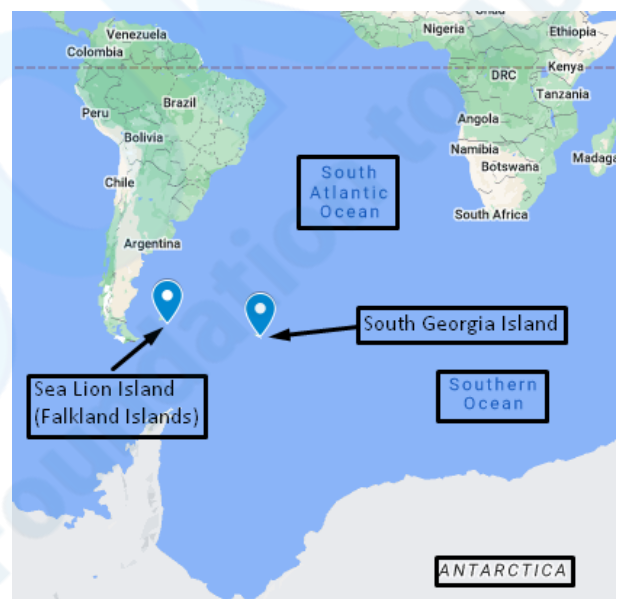 Chad
Nigeria
Ethiopia
Venezuela
Colombia
Kenya
DRC
Tanzania
Brazil
Peru
Angola
Bolivia
Namibia
Botswana
Madaga
South
Atlantic
Ocean
Chile
South Africa
Argentina
South Georgia Island
Sea Lion Island
(Falkland Islands)
Southern
Ocean
ANTARCTICA